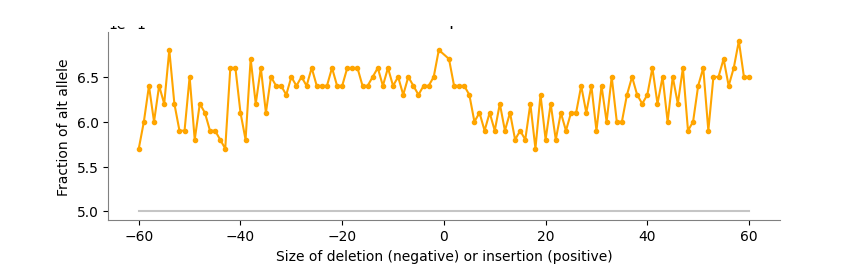 6.5
6.0
5.5
5.0
Fraction of alt allele
−60 −40 −20 0 20 40 60
Size of deletion (negative) or insertion (positive)